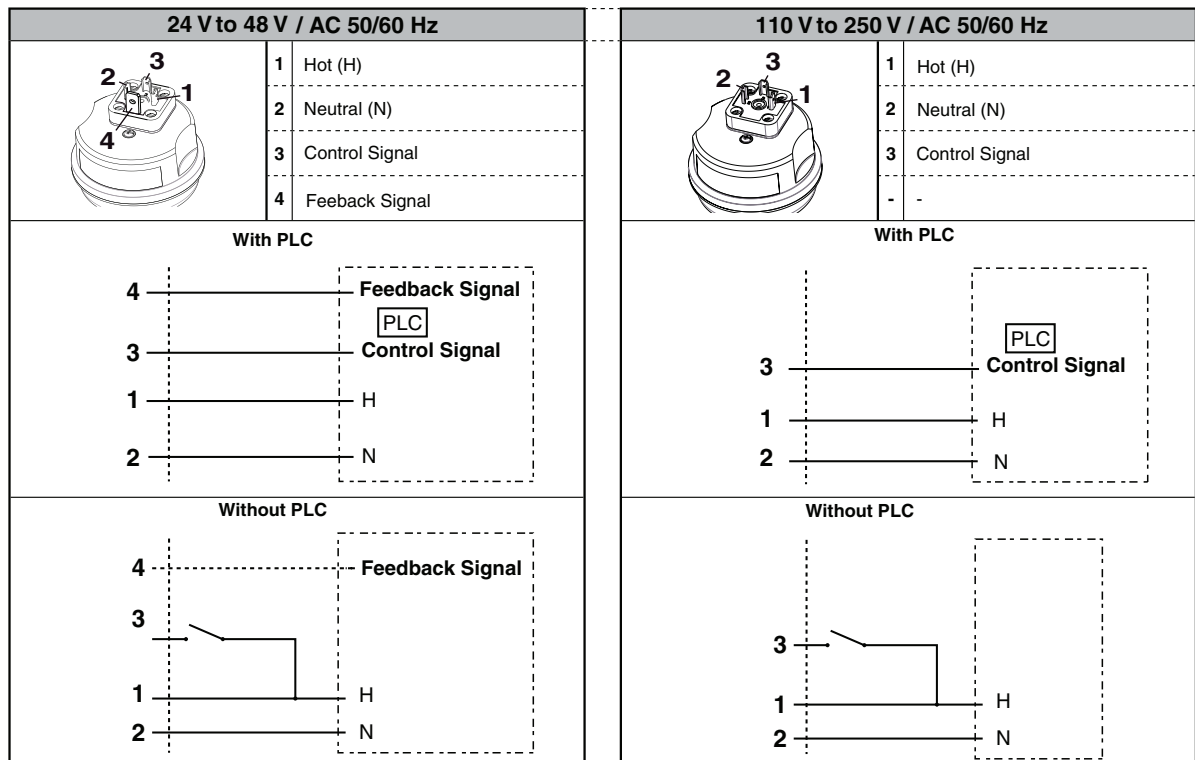 24 V to 48 V / AC 50/60 Hz
2
3
1
4
1 Hot (H)
2 Neutral (N)
3 Control Signal
4 Feeback Signal
With PLC
4 Feedback Signal
PLC
3 Control Signal
1 H
2 N
Without PLC
4 Feedback Signal
3
1 H
2 N
110 V to 250 V / AC 50/60 Hz
2
3
1
1 Hot (H)
2 Neutral (N)
3 Control Signal
- -
With PLC
PLC
3 Control Signal
1 H
2 N
Without PLC
3
1 H
2 N